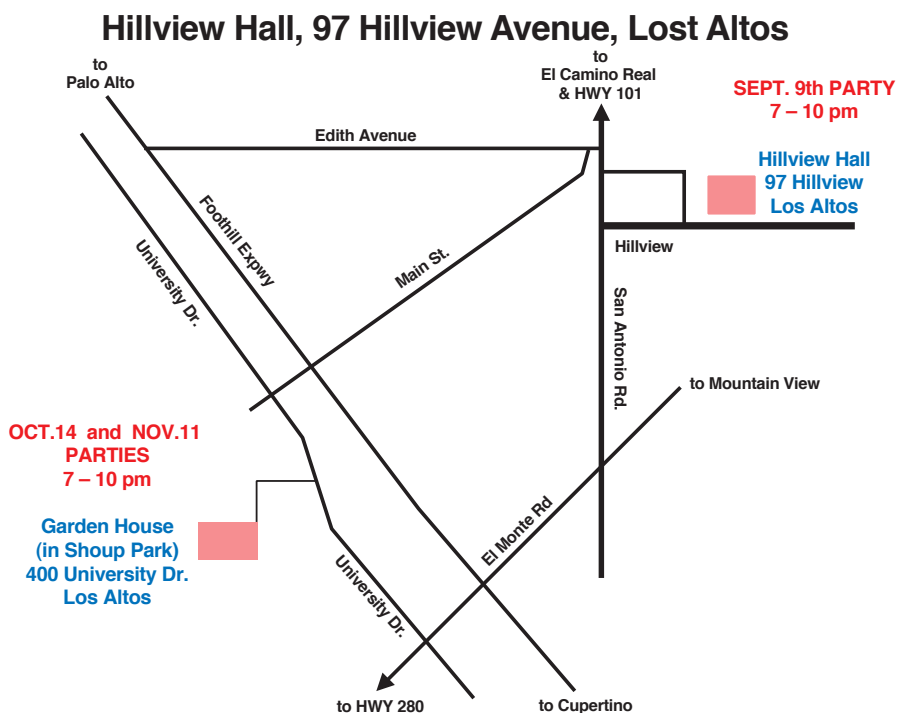 Hillview Hall, 97 Hillview Avenue, Lost Altos
to
Palo Alto
to
El Camino Real
& HWY 101
SEPT. 9th PARTY
7 – 10 pm
Edith Avenue
Hillview Hall
97 Hillview
Los Altos
Foothill Expwy
University Dr.
Main St.
Hillview
San Antonio Rd.
to Mountain View
OCT.14 and NOV.11
PARTIES
7 – 10 pm
Garden House
(in Shoup Park)
400 University Dr.
Los Altos
El Monte Rd
University Dr.
to HWY 280
to Cupertino